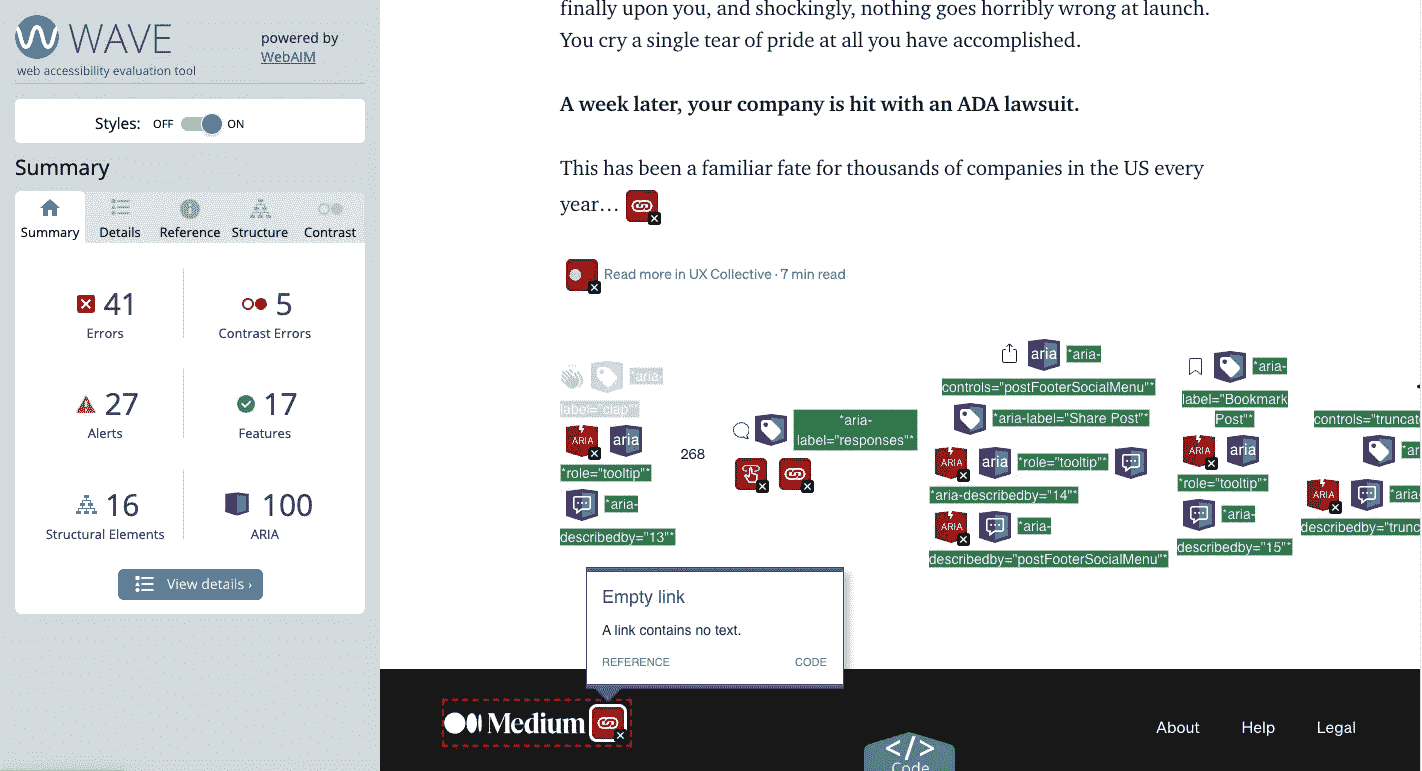 WAVE
powered by
WebAIM
web accessibility evaluation tool
Styles: OFF ON
Summary
Summary Details Reference Structure Contrast
41
Errors
5
Contrast Errors
27
Alerts
17
Features
16
Structural Elements
100
ARIA
View details ›
finally upon you, and shockingly, nothing goes horribly wrong at launch.
You cry a single tear of pride at all you have accomplished.
A week later, your company is hit with an ADA lawsuit.
This has been a familiar fate for thousands of companies in the US every
year…
Read more in UX Collective · 7 min read
*aria-
label="clap"*
ARIA aria
*role="tooltip"*
*aria-
describedby="13"*
268
*aria-
label="responses"*
aria *aria-
controls="postFooterSocialMenu"*
*aria-label="Share Post"*
ARIA aria *role="tooltip"*
*aria-describedby="14"*
ARIA *aria-
describedby="postFooterSocialMenu"*
*aria-
label="Bookmark
Post"*
ARIA aria
*role="tooltip"*
*aria-
describedby="15"*
controls="truncat
*ar
ARIA *aria-
describedby="trunc
Empty link
A link contains no text.
REFERENCE CODE
Medium
About Help Legal
</>
Code